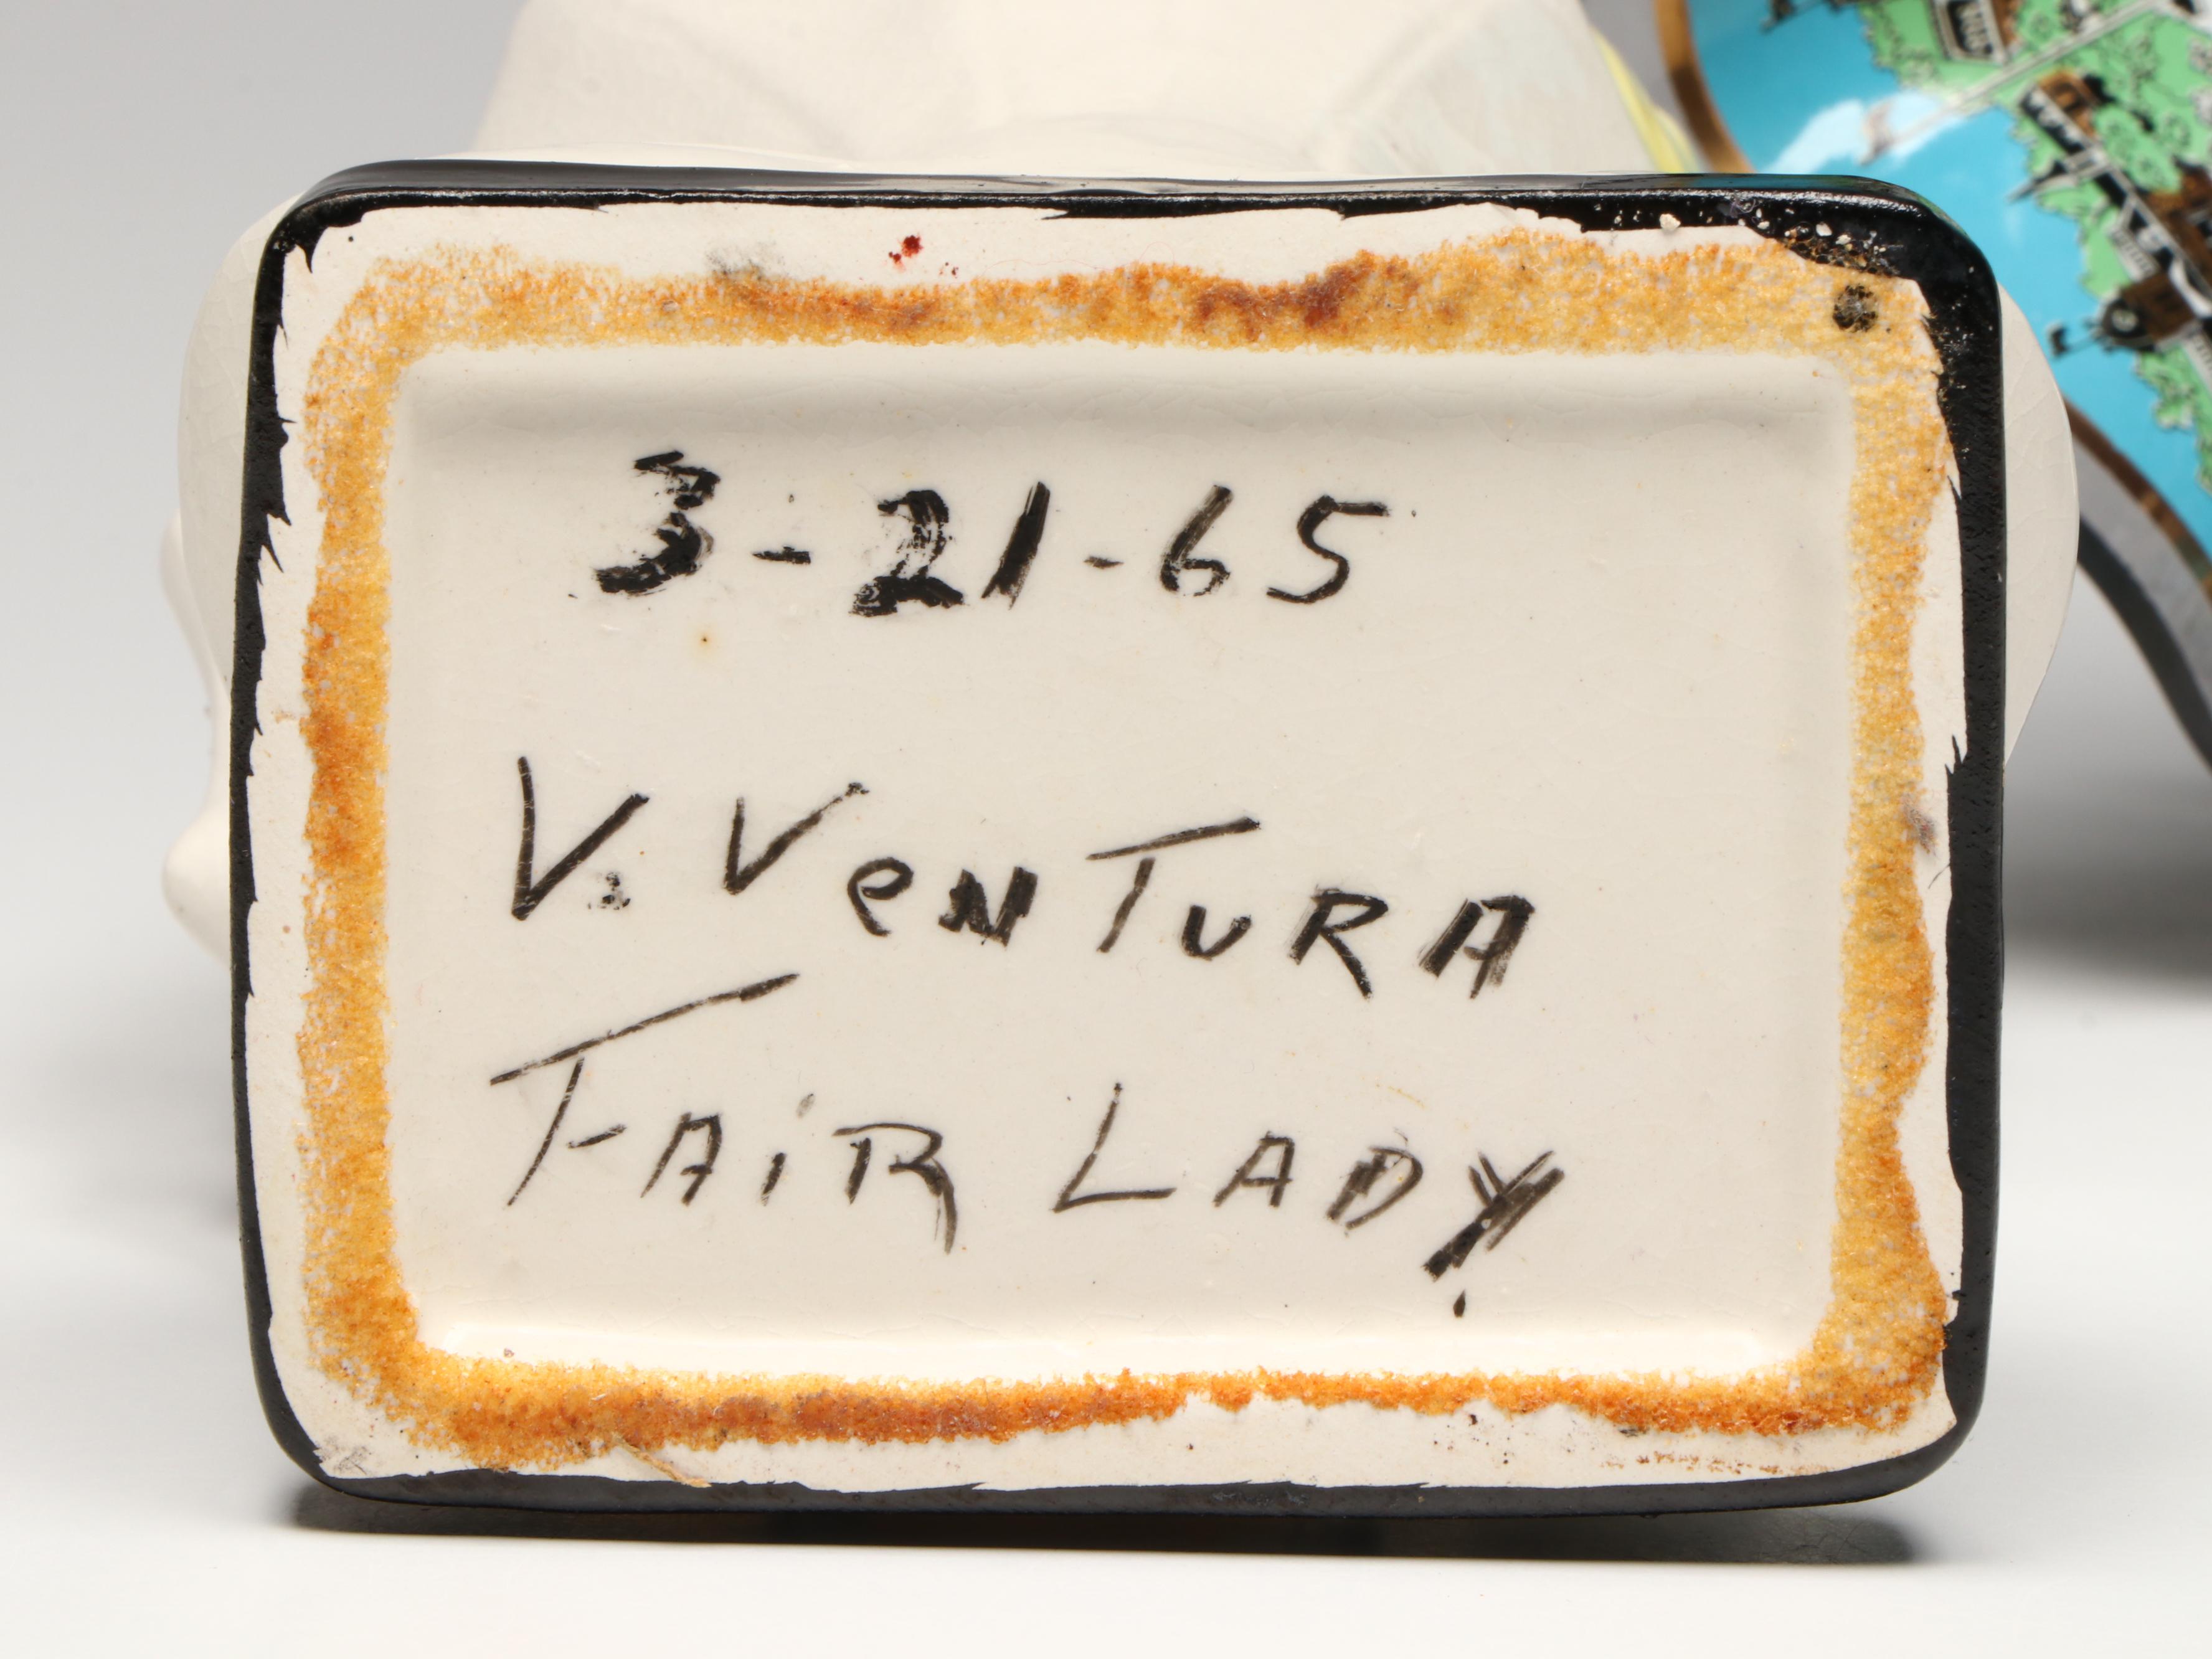 3-21-65
V. VenTURA
FAiR LADY